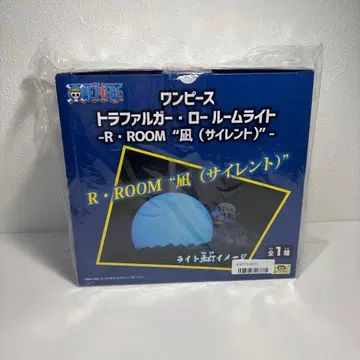 ONE PIECE
ワンピース
トラファルガー・ロー ルームライト
-R・ROOM “凪（サイレント）”-
R・ROOM “凪（サイレント）”
ライト点灯イメージ
全1種